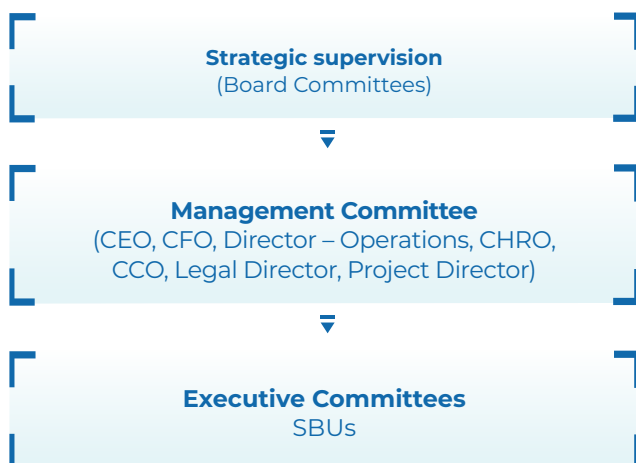 Strategic supervision
(Board Committees)
Management Committee
(CEO, CFO, Director – Operations, CHRO,
CCO, Legal Director, Project Director)
Executive Committees
SBUs